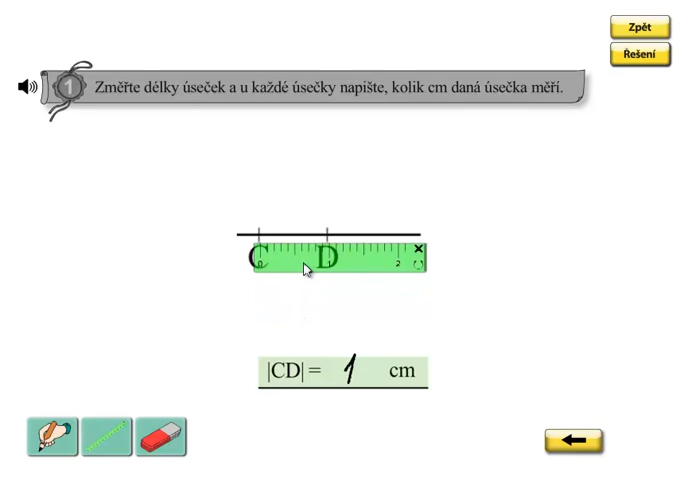 Zpět
Řešení
1 Změřte délky úseček a u každé úsečky napište, kolik cm daná úsečka měří.
C D
0 1 2
|CD| = 1 cm